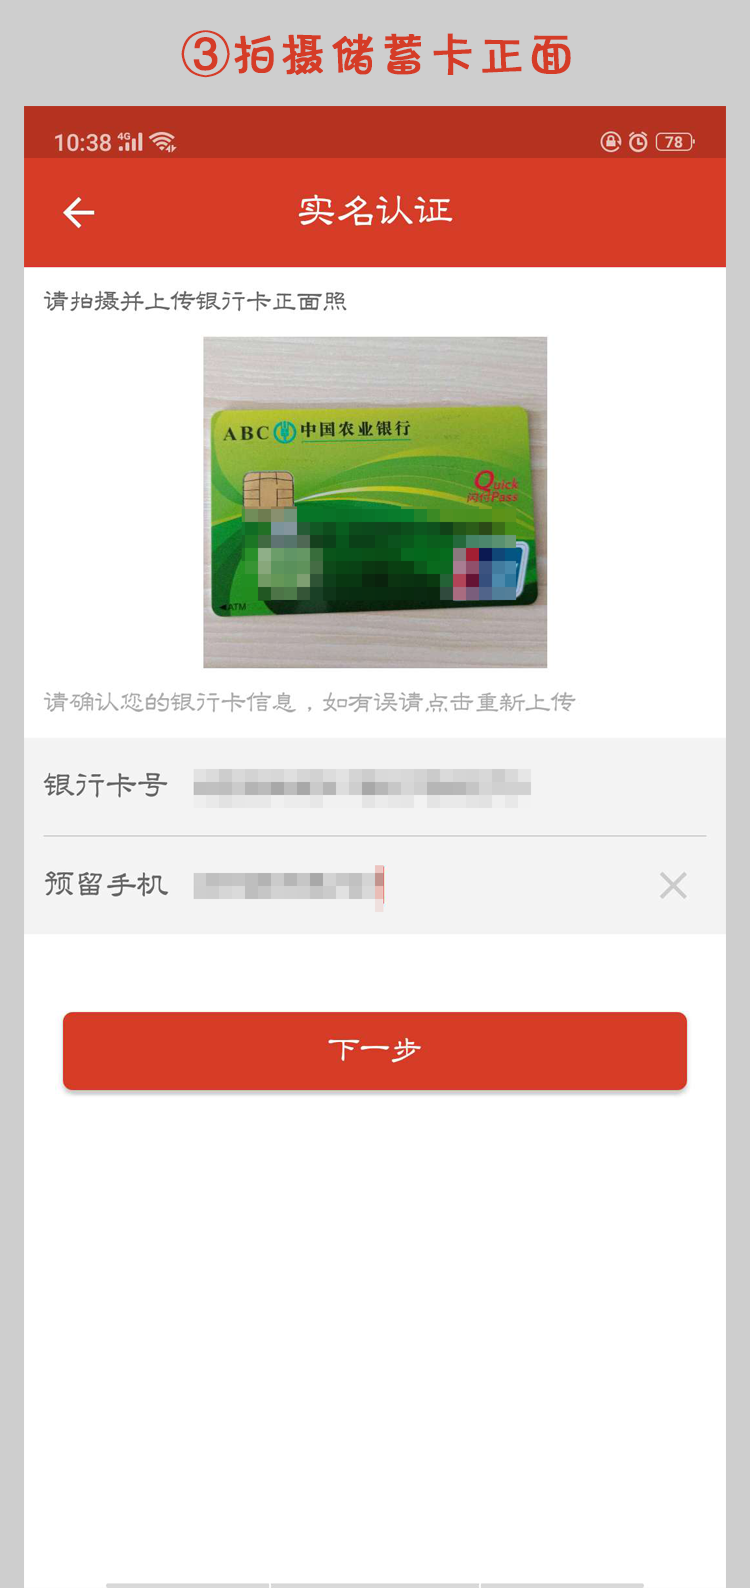 ③拍摄储蓄卡正面
10:38 4G 78
实名认证
请拍摄并上传银行卡正面照
ABC 中国农业银行
Quick
闪付Pass
ATM
请确认您的银行卡信息，如有误请点击重新上传
银行卡号
预留手机
下一步